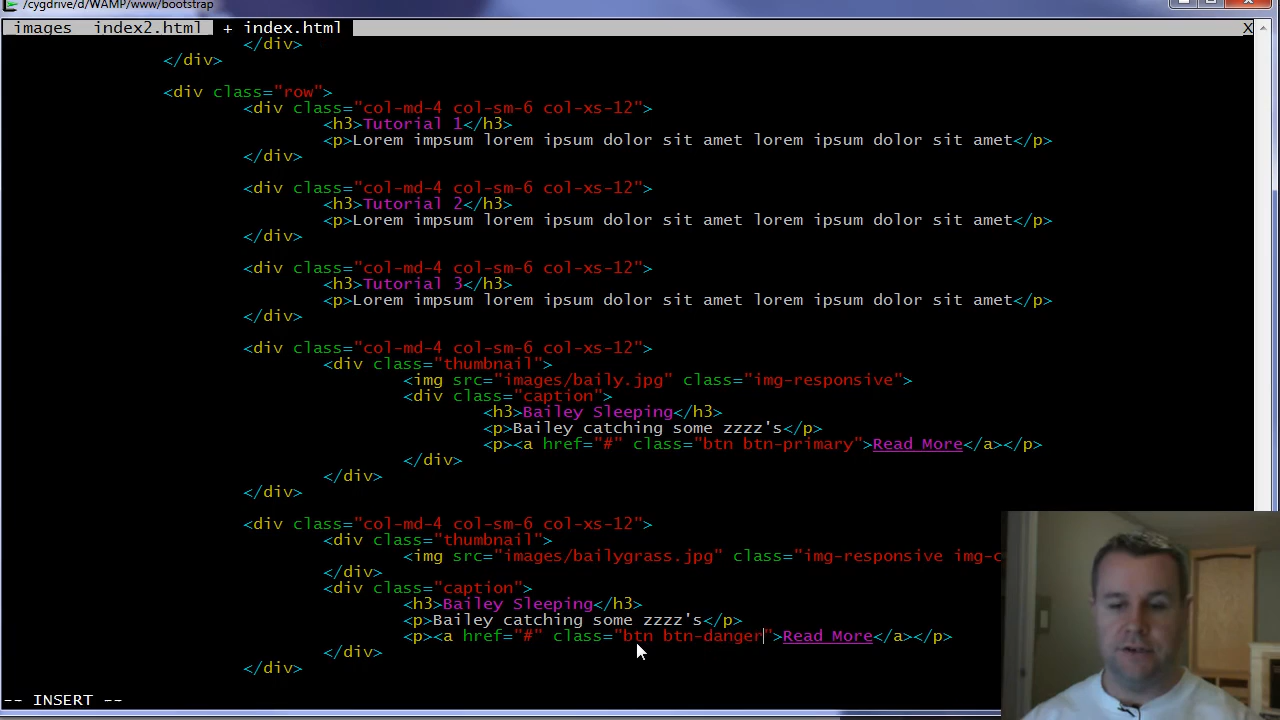 /cygdrive/d/WAMP/www/bootstrap
images index2.html + index.html X
</div>
</div>
<div class="row">
<div class="col-md-4 col-sm-6 col-xs-12">
<h3>Tutorial 1</h3>
<p>Lorem impsum lorem ipsum dolor sit amet lorem ipsum dolor sit amet</p>
</div>
<div class="col-md-4 col-sm-6 col-xs-12">
<h3>Tutorial 2</h3>
<p>Lorem impsum lorem ipsum dolor sit amet lorem ipsum dolor sit amet</p>
</div>
<div class="col-md-4 col-sm-6 col-xs-12">
<h3>Tutorial 3</h3>
<p>Lorem impsum lorem ipsum dolor sit amet lorem ipsum dolor sit amet</p>
</div>
<div class="col-md-4 col-sm-6 col-xs-12">
<div class="thumbnail">
<img src="images/baily.jpg" class="img-responsive">
<div class="caption">
<h3>Bailey Sleeping</h3>
<p>Bailey catching some zzzz's</p>
<p><a href="#" class="btn btn-primary">Read More</a></p>
</div>
</div>
</div>
<div class="col-md-4 col-sm-6 col-xs-12">
<div class="thumbnail">
<img src="images/bailygrass.jpg" class="img-responsive img-c
</div>
<div class="caption">
<h3>Bailey Sleeping</h3>
<p>Bailey catching some zzzz's</p>
<p><a href="#" class="btn btn-danger">Read More</a></p>
</div>
</div>
-- INSERT --